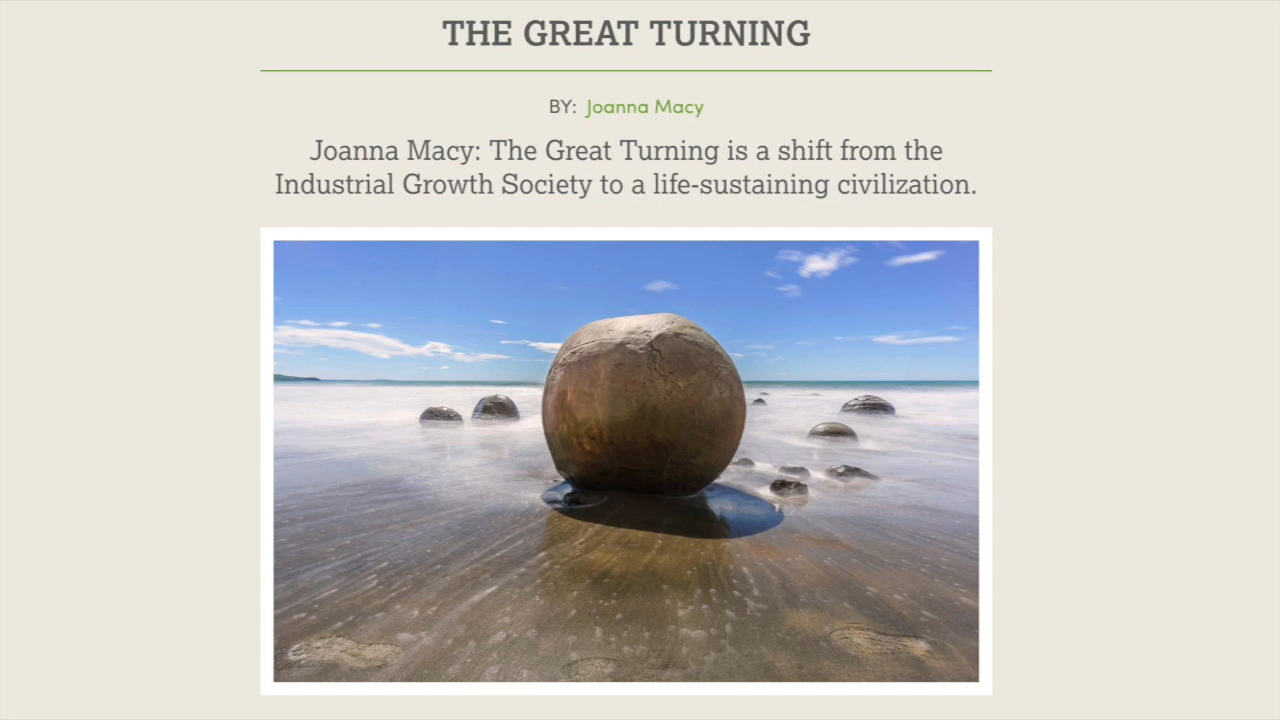 THE GREAT TURNING
BY: Joanna Macy
Joanna Macy: The Great Turning is a shift from the
Industrial Growth Society to a life-sustaining civilization.